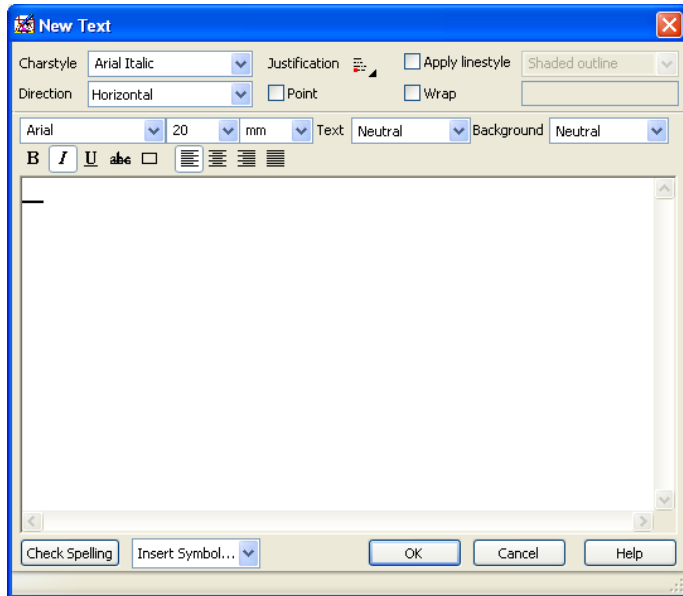 New Text
Charstyle Arial Italic Justification Apply linestyle Shaded outline
Direction Horizontal Point Wrap
Arial 20 mm Text Neutral Background Neutral
B I U abc
Check Spelling Insert Symbol... OK Cancel Help